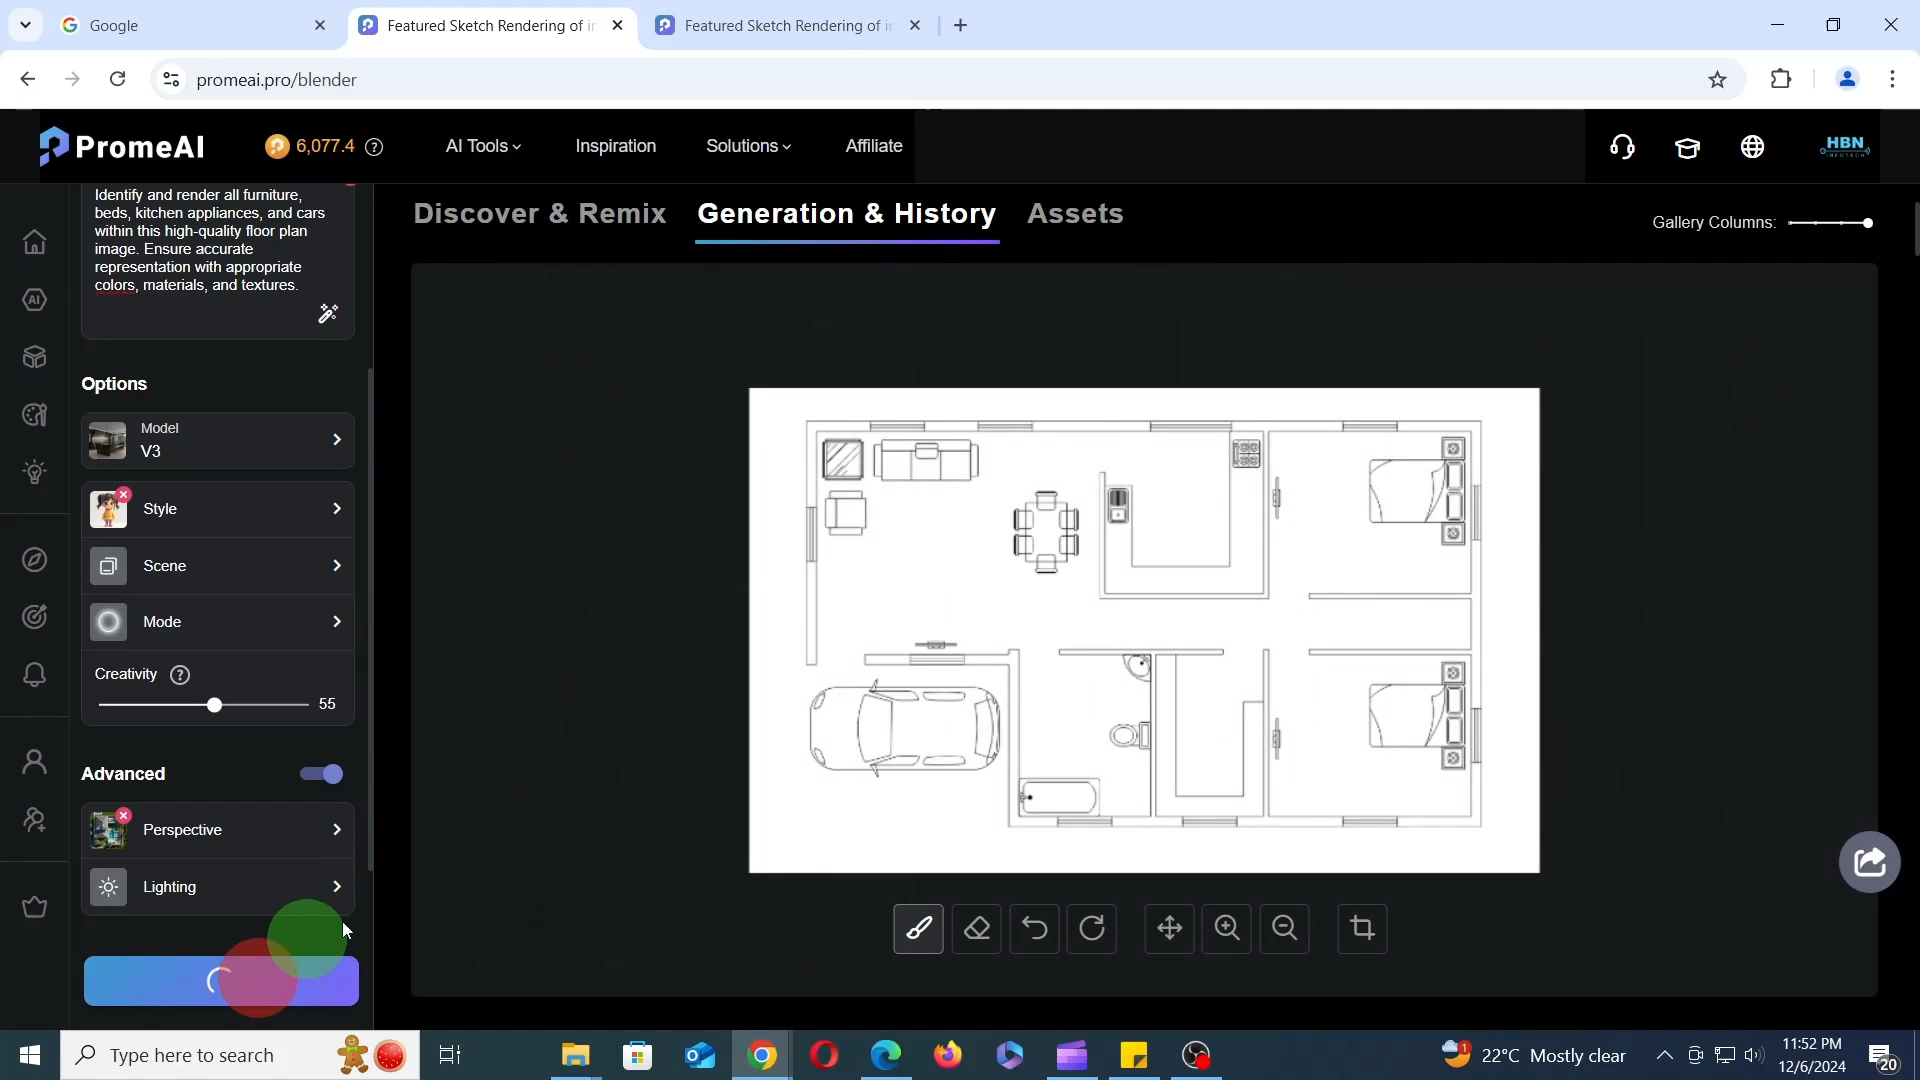 Google
Featured Sketch Rendering of in
Featured Sketch Rendering of in
promeai.pro/blender
PromeAI
6,077.4
AI Tools
Inspiration
Solutions
Affiliate
HBN
INFOTECH
Discover & Remix
Generation & History
Assets
Gallery Columns:
Identify and render all furniture,
beds, kitchen appliances, and cars
within this high-quality floor plan
image. Ensure accurate
representation with appropriate
colors, materials, and textures.
Options
Model
V3
Style
Scene
Mode
Creativity
55
Advanced
Perspective
Lighting
AI
Type here to search
1
22°C Mostly clear
11:52 PM
12/6/2024
20